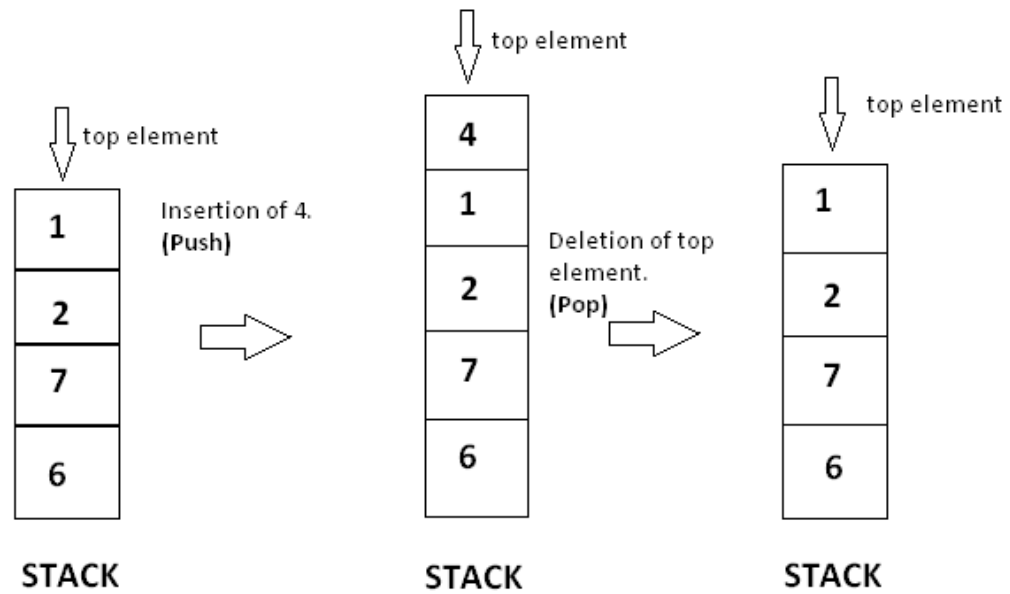 top element
1
2
7
6
STACK
Insertion of 4.
(Push)
top element
4
1
2
7
6
STACK
Deletion of top
element.
(Pop)
top element
1
2
7
6
STACK